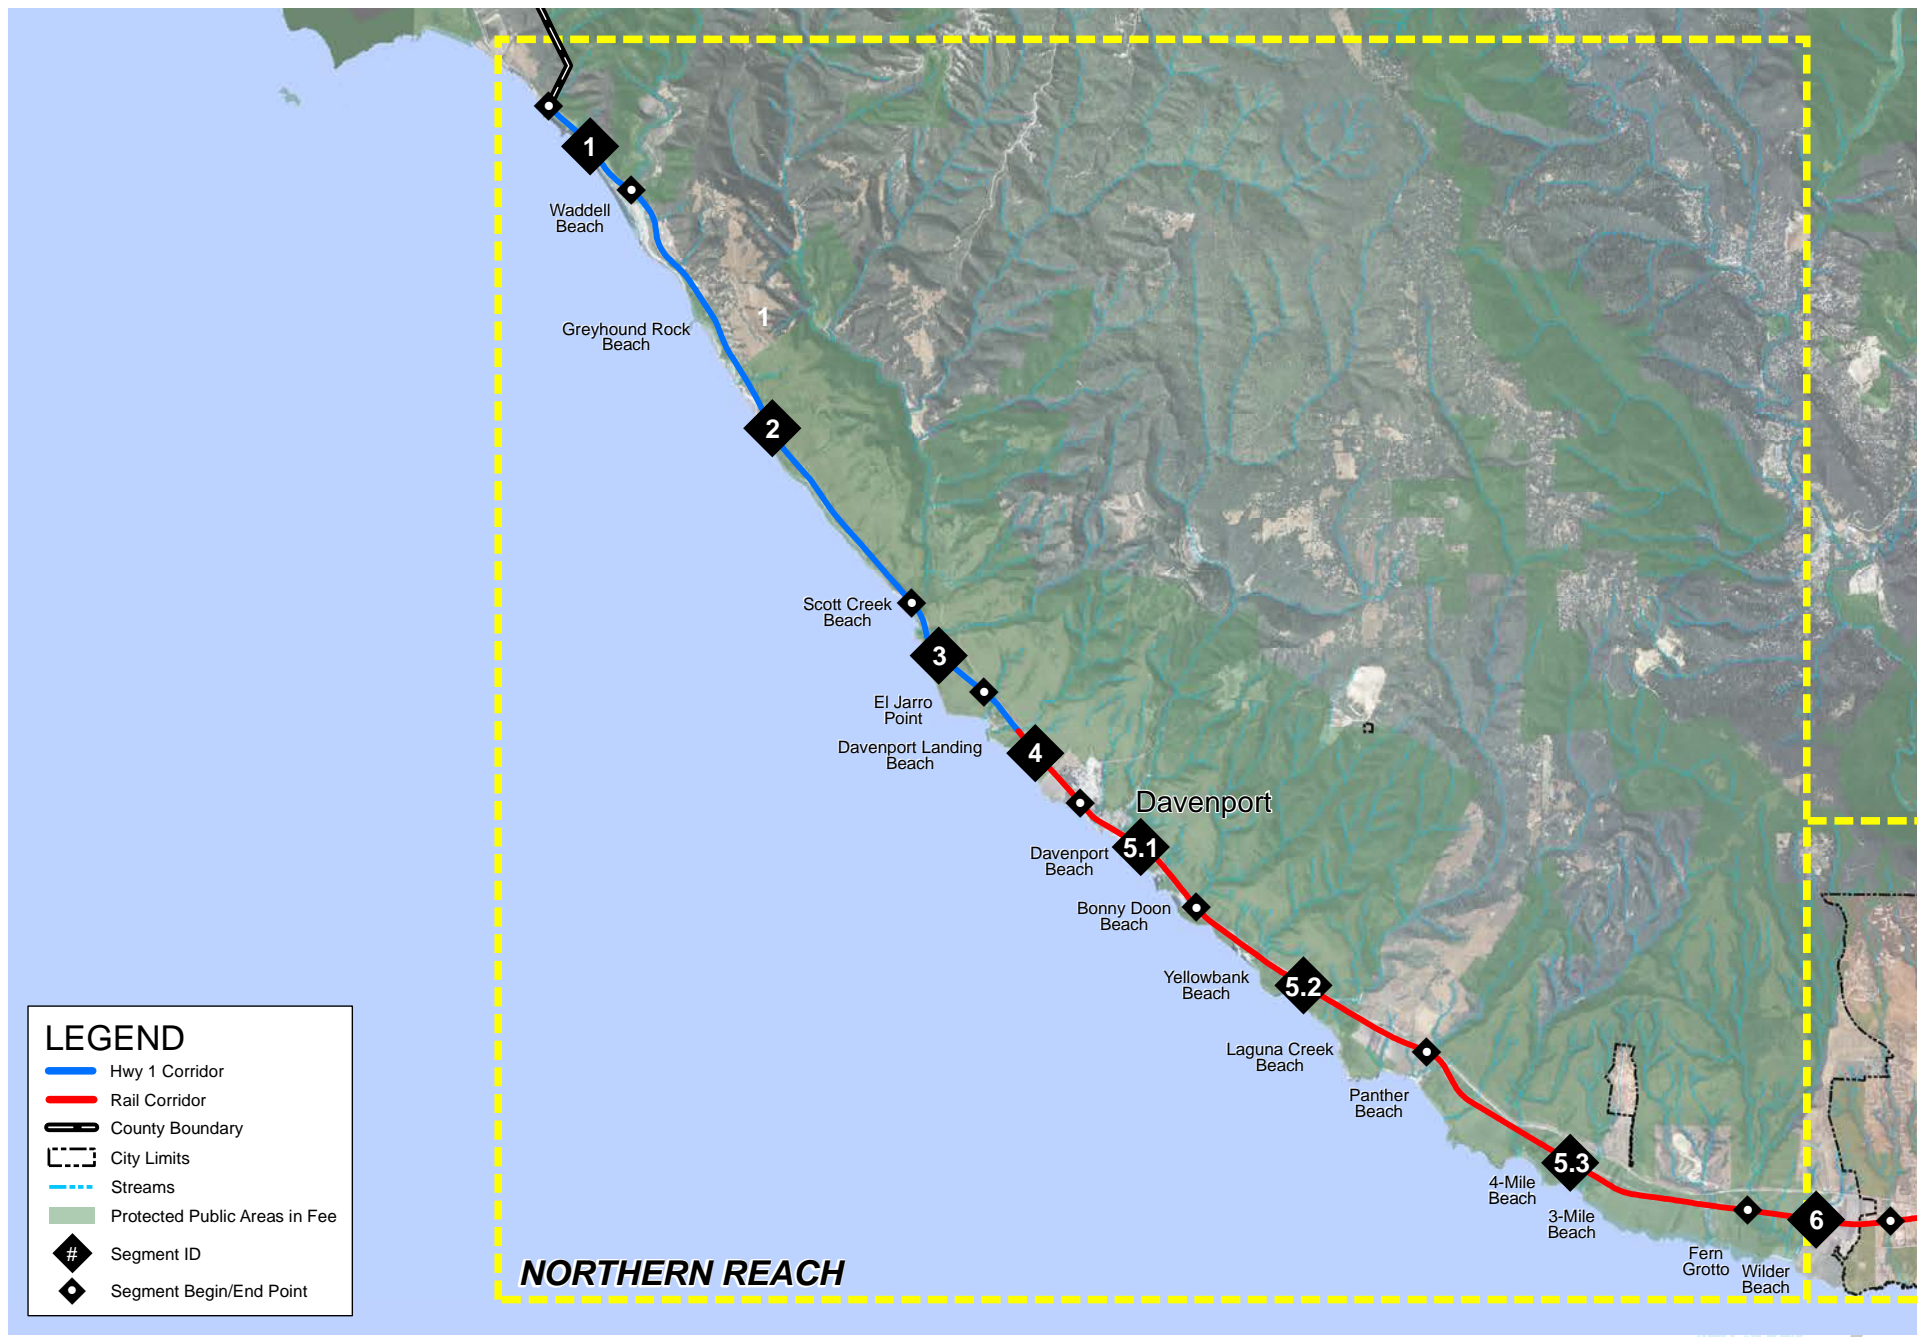 1
Waddell
Beach
1
Greyhound Rock
Beach
2
Scott Creek
Beach
3
El Jarro
Point
Davenport Landing
Beach
4
Davenport
5.1
Davenport
Beach
Bonny Doon
Beach
Yellowbank
Beach
5.2
Laguna Creek
Beach
Panther
Beach
5.3
4-Mile
Beach
3-Mile
Beach
6
Fern
Grotto
Wilder
Beach
NORTHERN REACH
LEGEND
Hwy 1 Corridor
Rail Corridor
County Boundary
City Limits
Streams
Protected Public Areas in Fee
# Segment ID
Segment Begin/End Point